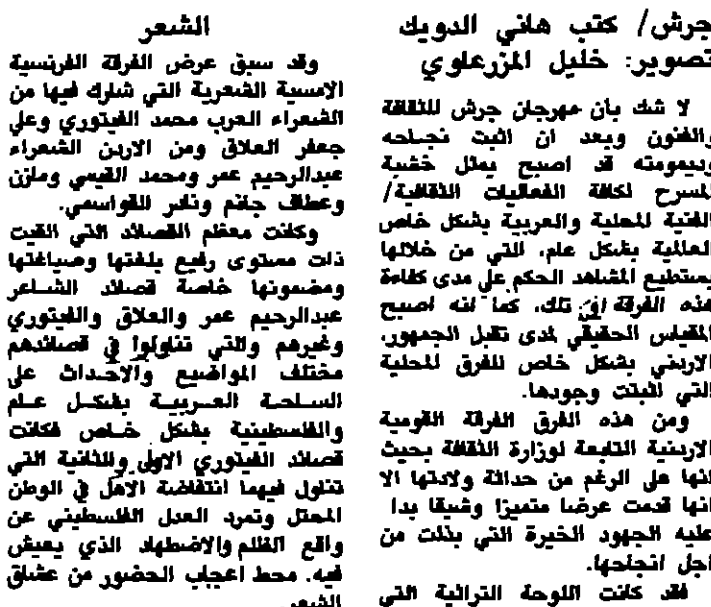 جرش/ كتب هاني الدويك
تصوير: خليل المزرعاوي
لا شك بأن مهرجان جرش للثقافة
والفنون وبعد ان اثبت نجاحه
وديمومته قد اصبح يمثل خشبة
المسرح لكافة الفعاليات الثقافية/
الفنية المحلية والعربية بشكل خاص
العالمية بشكل عام، التي من خلالها
يستطيع المشاهد الحكم على مدى كفاءة
هذه الفرقة او تلك، كما انه اصبح
المقياس الحقيقي لمدى تقبل الجمهور
الاردني بشكل خاص للفرق المحلية
التي اثبتت وجودها.
ومن هذه الفرق الفرقة القومية
الاردنية التابعة لوزارة الثقافة بحيث
انها على الرغم من حداثة ولادتها الا
انها قدمت عرضا متميزا وشيقا بدا
عليه الجهود الخيرة التي بذلت من
اجل انجاحها.
فقد كانت اللوحة التراثية التي
الشعر
وقد سبق عرض الفرقة الفرنسية
الامسية الشعرية التي شارك فيها من
الشعراء العرب محمد الفيتوري وعلي
جعفر العلاق ومن الاردن الشعراء
عبدالرحيم عمر ومحمد القيسي ومازن
وعطاف جانم ونادر القواسمي.
وكانت معظم القصائد التي القيت
ذات مستوى رفيع بلغتها وصياغتها
ومضمونها خاصة قصائد الشاعر
عبدالرحيم عمر والعلاق والفيتوري
وغيرهم والتي تناولوا في قصائدهم
مختلف المواضيع والاحداث على
الساحة العربية بشكل عام
والفلسطينية بشكل خاص فكانت
قصائد الفيتوري الاولى والثانية التي
تناول فيهما انتفاضة الاهل في الوطن
المحتل وتمرد العدل الفلسطيني عن
واقع الظلم والاضطهاد الذي يعيش
فيه. محط اعجاب الحضور من عشاق
الشعر